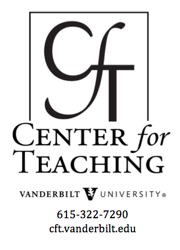 CfT
CENTER for
TEACHING
VANDERBILT V UNIVERSITY®
615-322-7290
cft.vanderbilt.edu